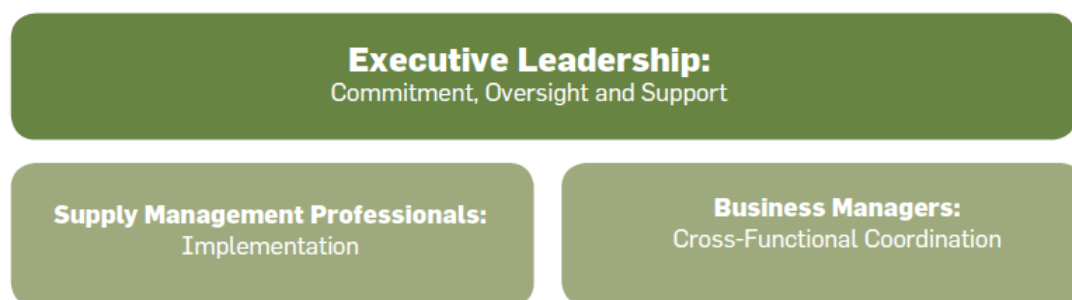 Executive Leadership:
Commitment, Oversight and Support
Supply Management Professionals:
Implementation
Business Managers:
Cross-Functional Coordination